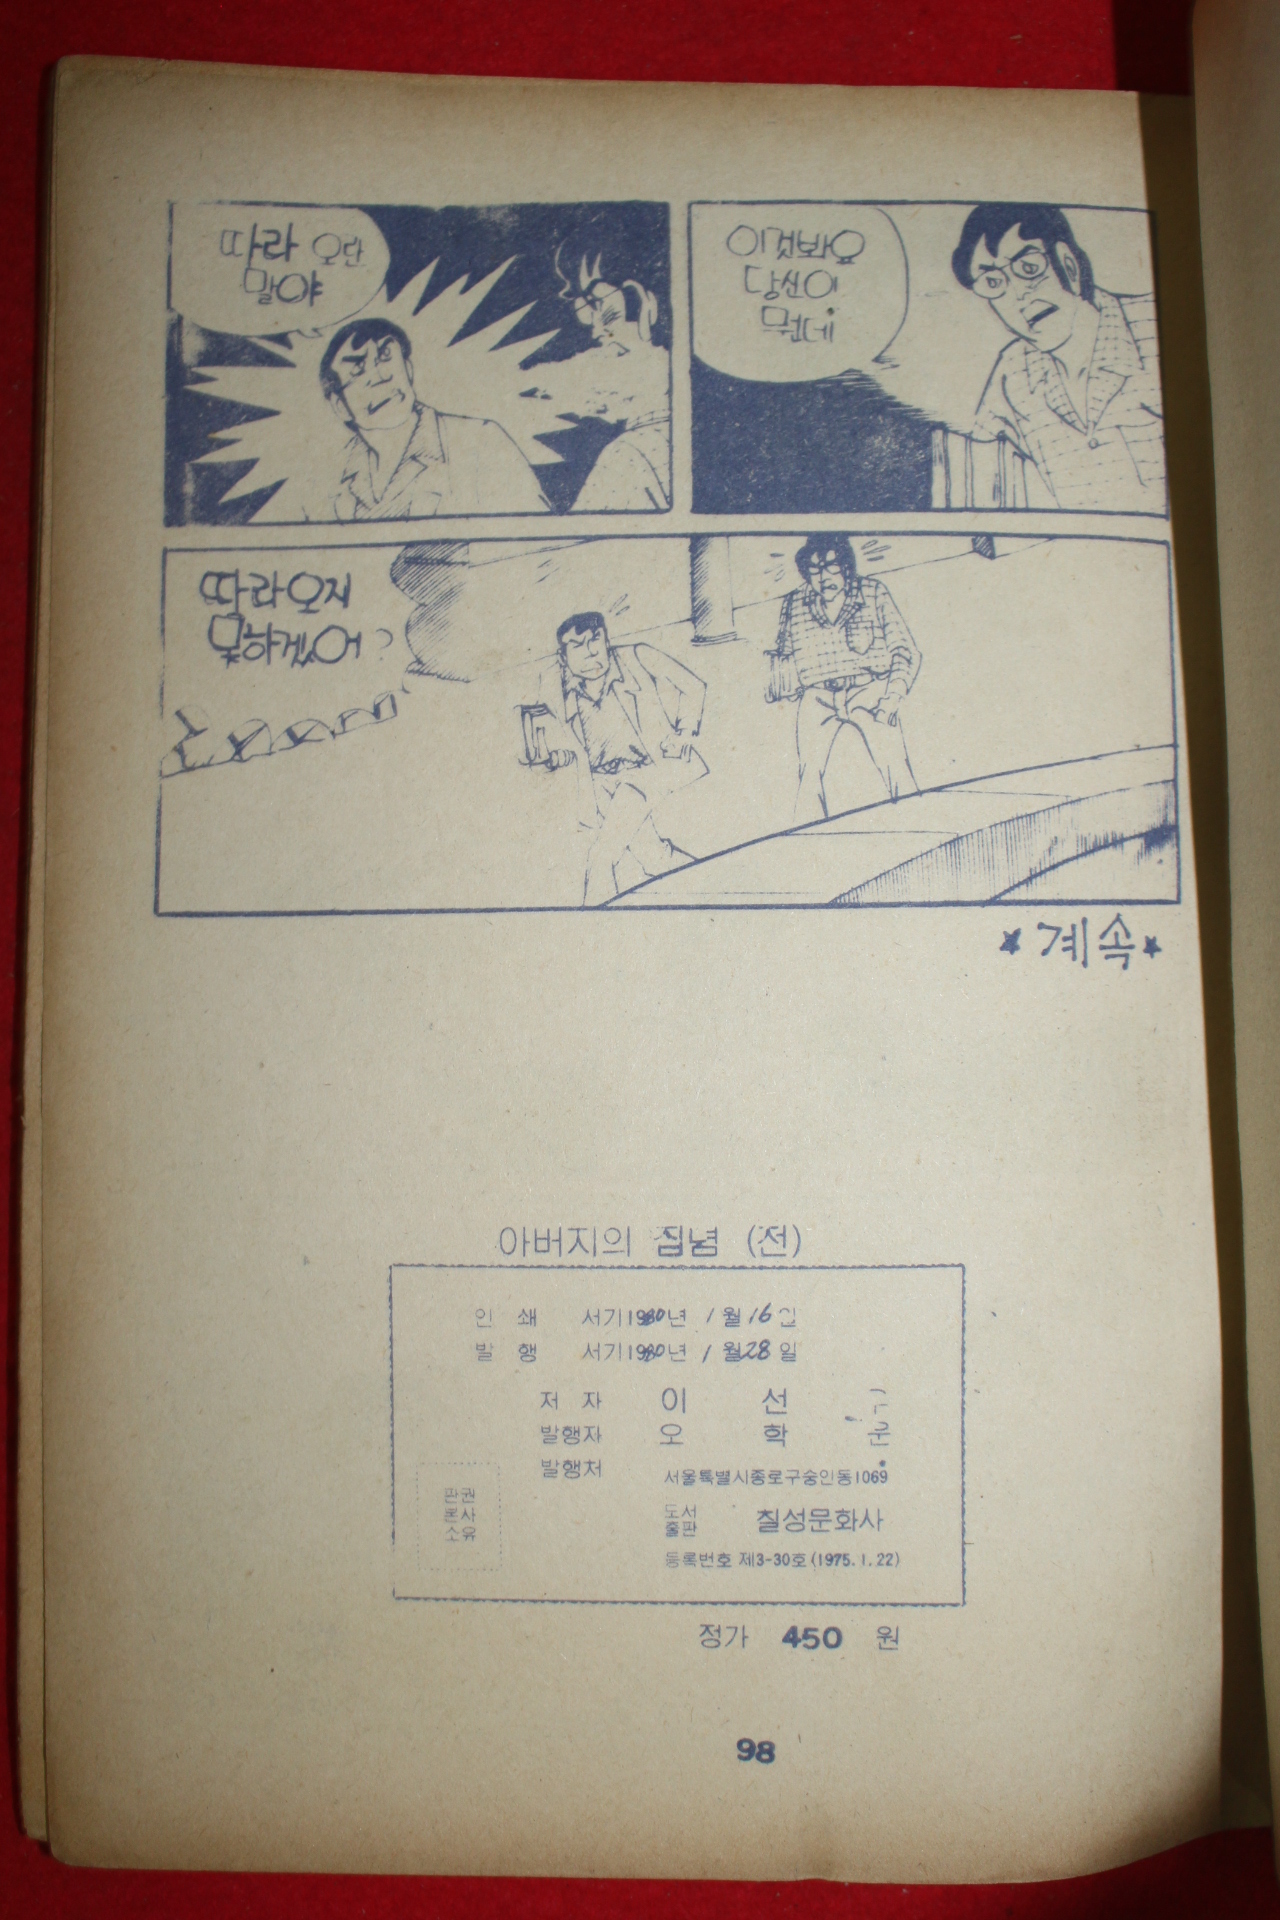 따라 오란
말야
이것봐요
당신이
뭔데
따라오지
못하겠어?
★계속★
아버지의 집념 (전)
인 쇄 서기1980년 1월16일
발 행 서기1980년 1월28일
저 자 이 선
발행자 오 학 운
발행처
서울특별시종로구숭인동1069
도서
출판
칠성문화사
등록번호 제3-30호(1975.1.22)
판권
본사
소유
정가 450 원
98